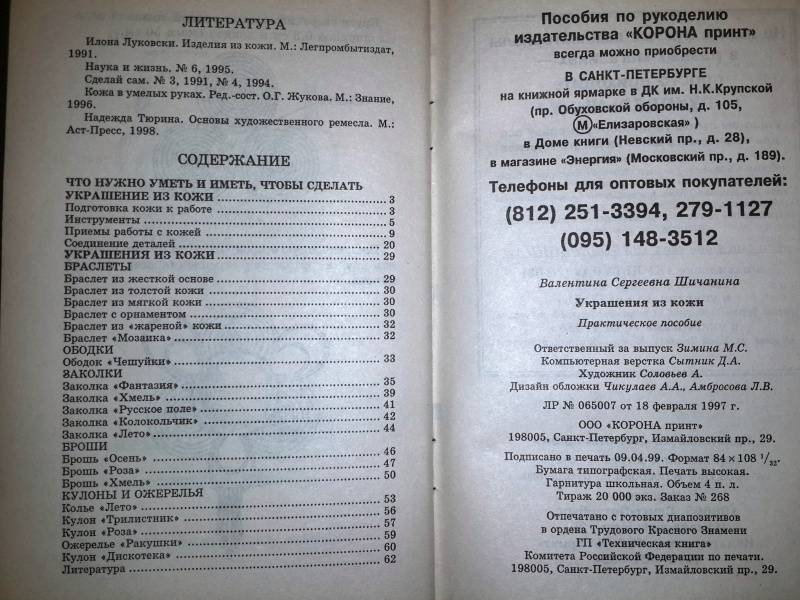 ЛИТЕРАТУРА
Илона Луковски. Изделия из кожи. М.: Легпромбытиздат,
1991.
Наука и жизнь. № 6, 1995.
Сделай сам. № 3, 1991, № 4, 1994.
Кожа в умелых руках. Ред.-сост. О.Г. Жукова. М.: Знание,
1996.
Надежда Тюрина. Основы художественного ремесла. М.:
Аст-Пресс, 1998.
СОДЕРЖАНИЕ
ЧТО НУЖНО УМЕТЬ И ИМЕТЬ, ЧТОБЫ СДЕЛАТЬ
УКРАШЕНИЕ ИЗ КОЖИ ... 3
Подготовка кожи к работе ... 3
Инструменты ... 5
Приемы работы с кожей ... 9
Соединение деталей ... 20
УКРАШЕНИЯ ИЗ КОЖИ ... 29
БРАСЛЕТЫ
Браслет из жесткой основе ... 29
Браслет из толстой кожи ... 30
Браслет из мягкой кожи ... 30
Браслет с орнаментом ... 30
Браслет из «жареной» кожи ... 32
Браслет «Мозаика» ... 32
ОБОДКИ
Ободок «Чешуйки» ... 33
ЗАКОЛКИ
Заколка «Фантазия» ... 35
Заколка «Хмель» ... 39
Заколка «Русское поле» ... 41
Заколка «Колокольчик» ... 42
Заколка «Лето» ... 44
БРОШИ
Брошь «Осень» ... 46
Брошь «Роза» ... 47
Брошь «Хмель» ... 50
КУЛОНЫ И ОЖЕРЕЛЬЯ
Колье «Лето» ... 53
Кулон «Трилистник» ... 56
Кулон «Роза» ... 57
Ожерелье «Ракушки» ... 59
Кулон «Дискотека» ... 60
Литература ... 62
Пособия по рукоделию
издательства «КОРОНА принт»
всегда можно приобрести
В САНКТ-ПЕТЕРБУРГЕ
на книжной ярмарке в ДК им. Н.К.Крупской
(пр. Обуховской обороны, д. 105,
М «Елизаровская» )
в Доме книги (Невский пр., д. 28),
в магазине «Энергия» (Московский пр., д. 189).
Телефоны для оптовых покупателей:
(812) 251-3394, 279-1127
(095) 148-3512
Валентина Сергеевна Шичанина
Украшения из кожи
Практическое пособие
Ответственный за выпуск Зимина М.С.
Компьютерная верстка Сытник Д.А.
Художник Соловьев А.
Дизайн обложки Чикулаев А.А., Амбросова Л.В.
ЛР № 065007 от 18 февраля 1997 г.
ООО «КОРОНА принт»
198005, Санкт-Петербург, Измайловский пр., 29.
Подписано в печать 09.04.99. Формат 84 × 108 1/32.
Бумага типографская. Печать высокая.
Гарнитура школьная. Объем 4 п. л.
Тираж 20 000 экз. Заказ № 268
Отпечатано с готовых диапозитивов
в ордена Трудового Красного Знамени
ГП «Техническая книга»
Комитета Российской Федерации по печати.
198005, Санкт-Петербург, Измайловский пр., 29.